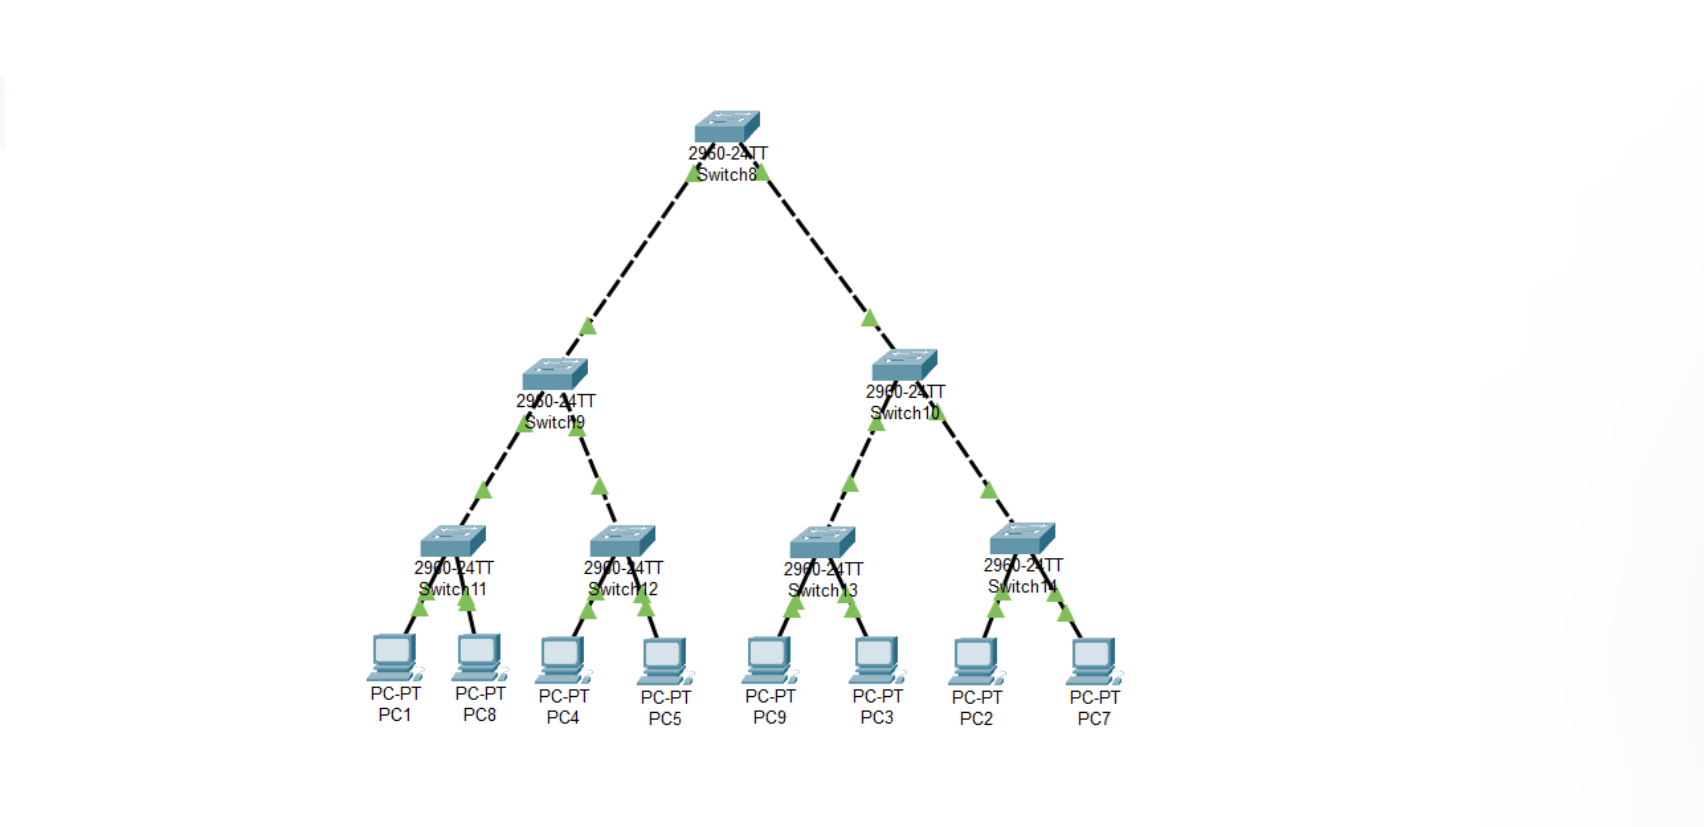 2960-24TT
Switch8
2960-24TT
Switch9
2960-24TT
Switch10
2960-24TT
Switch11
2960-24TT
Switch12
2960-24TT
Switch13
2960-24TT
Switch14
PC-PT
PC1
PC-PT
PC8
PC-PT
PC4
PC-PT
PC5
PC-PT
PC9
PC-PT
PC3
PC-PT
PC2
PC-PT
PC7